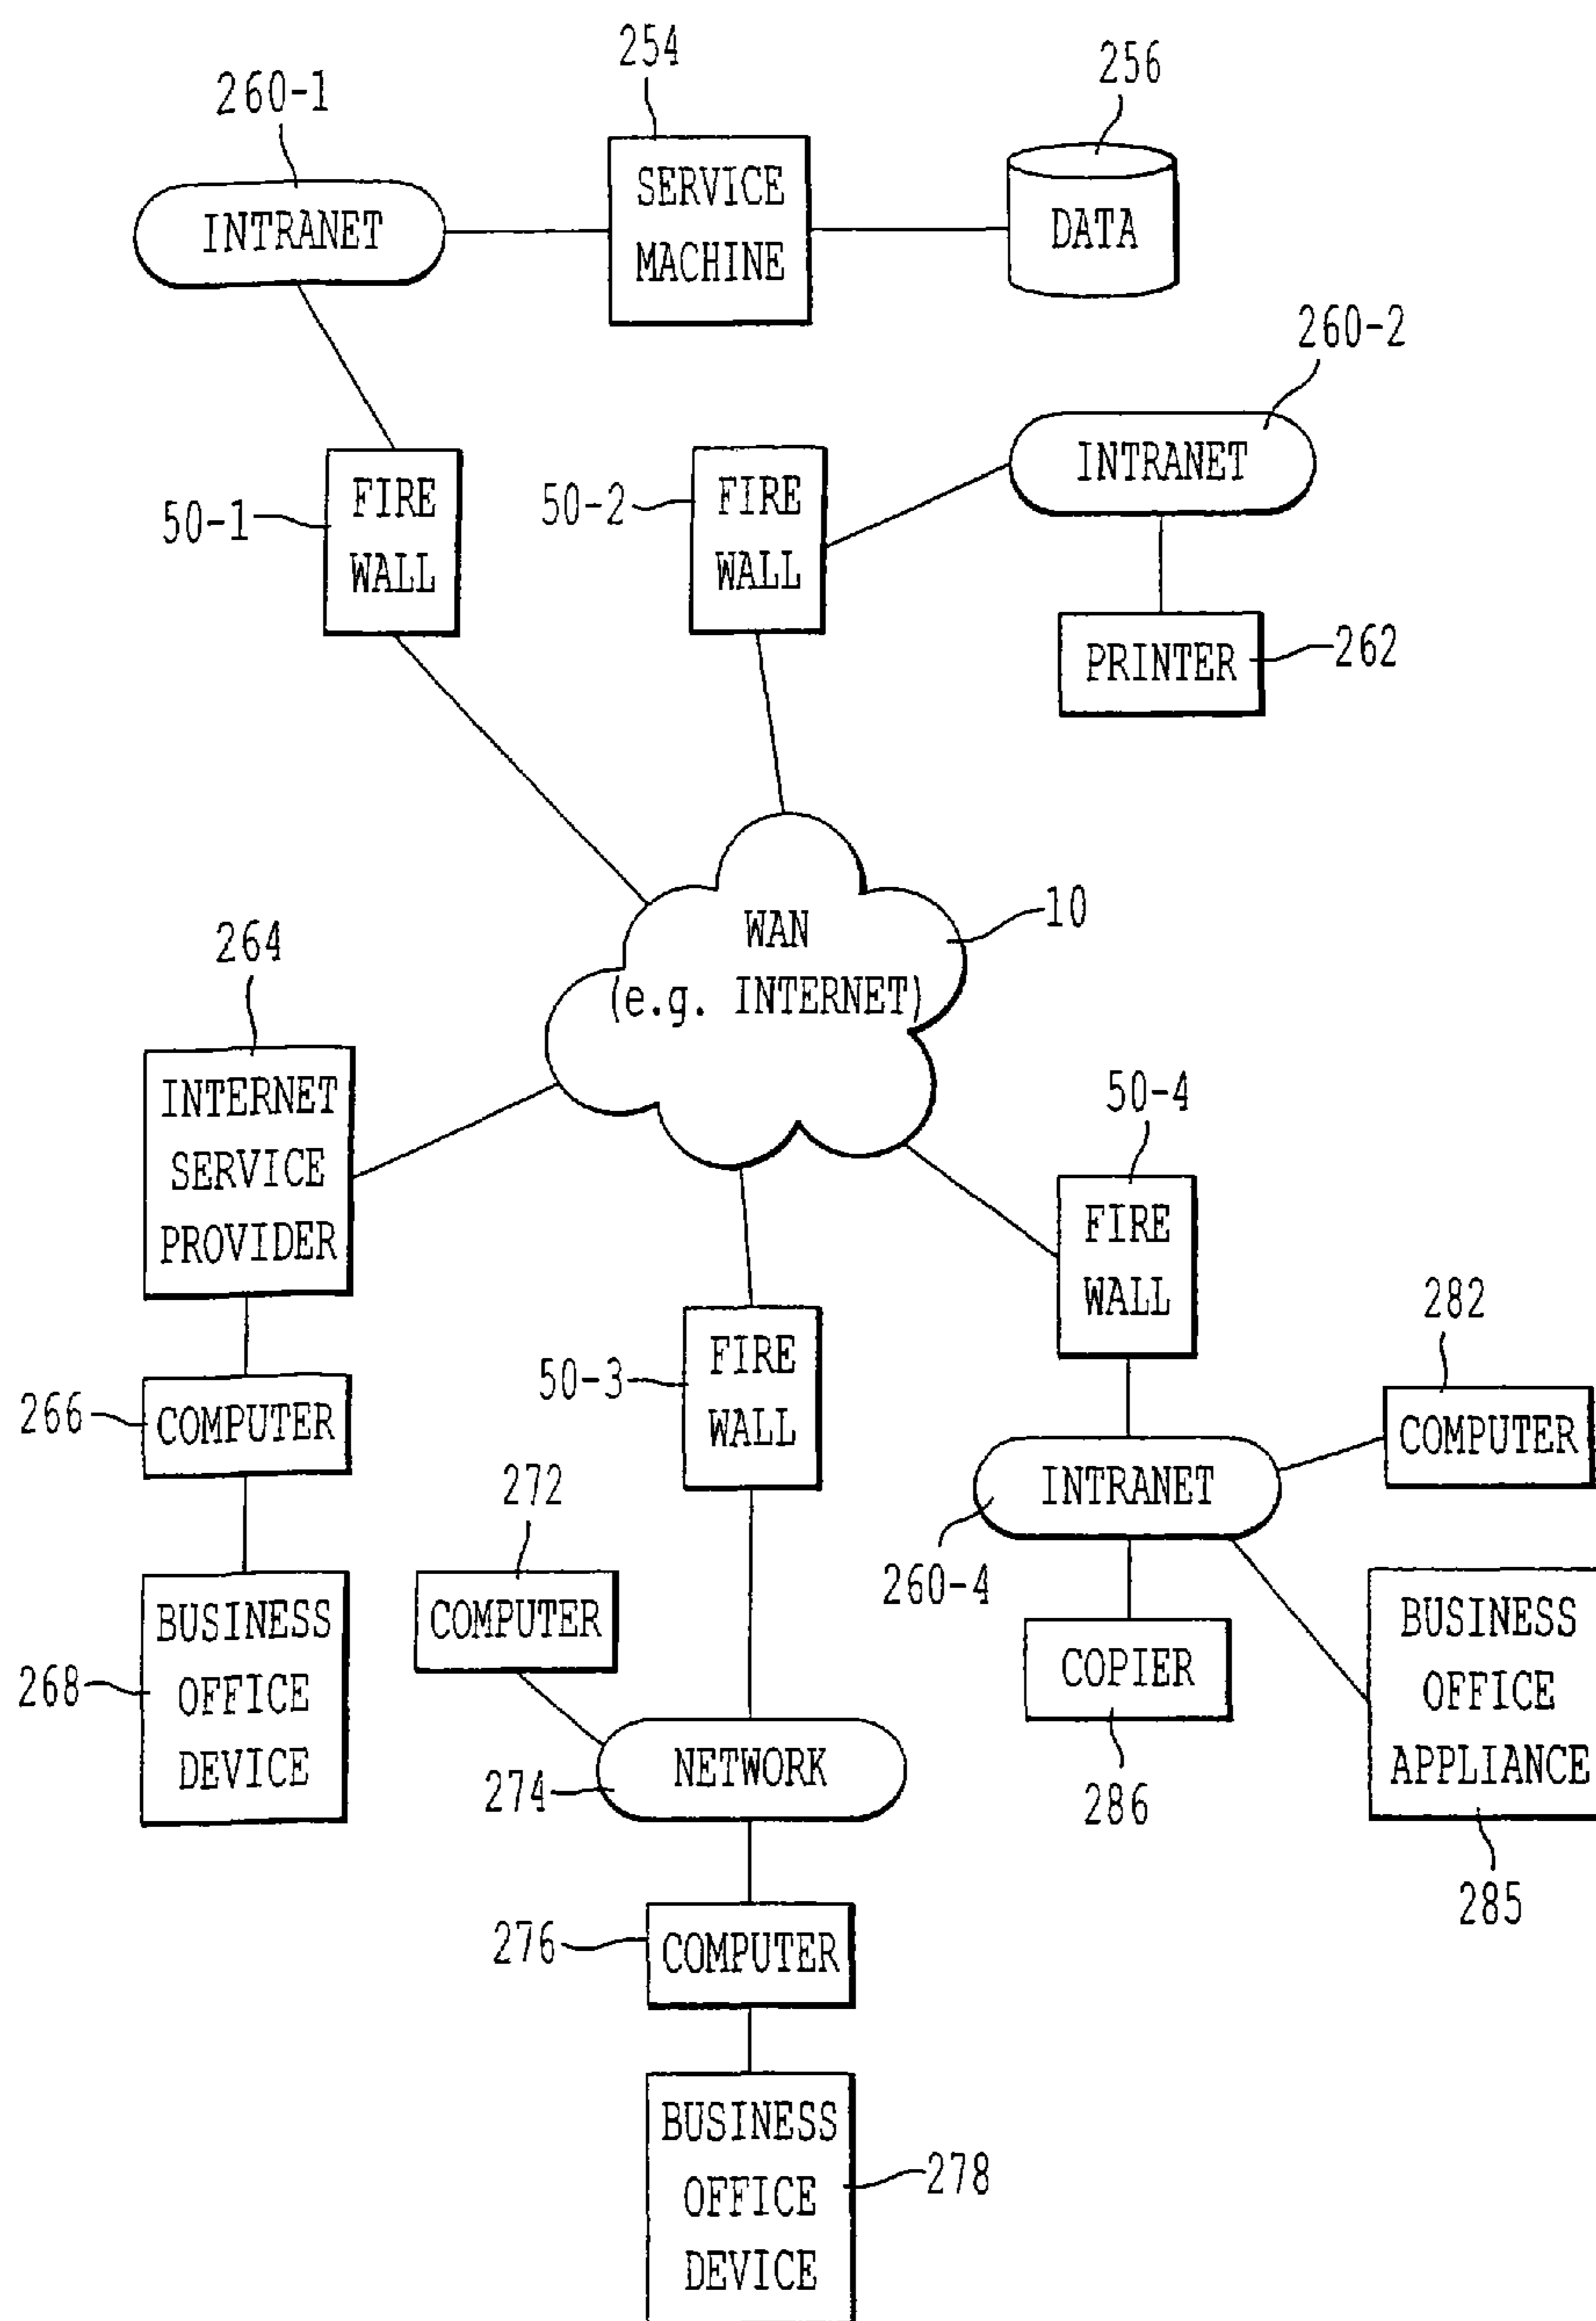 254
256
260-1
SERVICE
MACHINE
INTRANET
DATA
260-2
INTRANET
50-1
FIRE
WALL
50-2
FIRE
WALL
PRINTER
262
10
WAN
(e.g. INTERNET)
264
INTERNET
SERVICE
PROVIDER
50-4
FIRE
WALL
282
50-3
FIRE
WALL
266
COMPUTER
COMPUTER
INTRANET
272
260-4
268
BUSINESS
OFFICE
DEVICE
COMPUTER
COPIER
286
BUSINESS
OFFICE
APPLIANCE
285
NETWORK
274
276
COMPUTER
BUSINESS
OFFICE
DEVICE
278